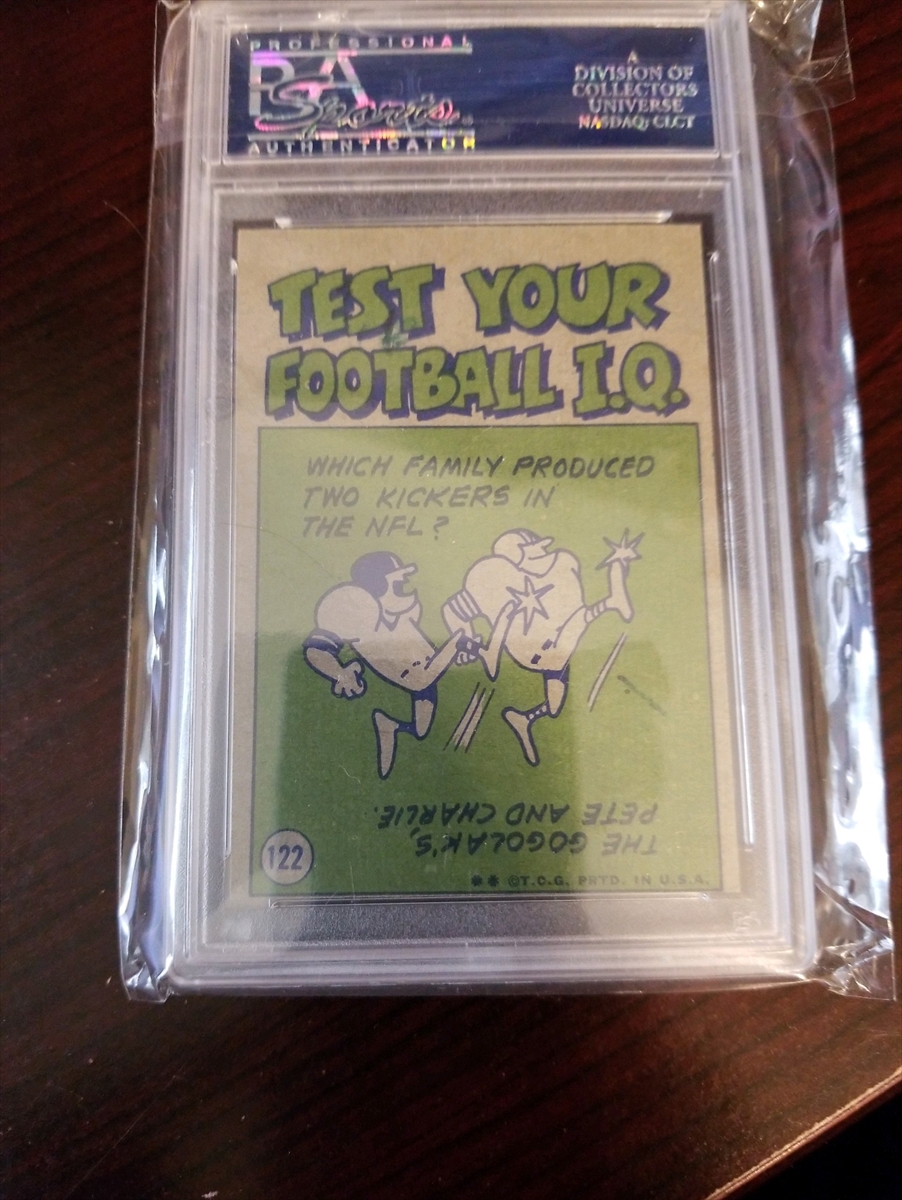 PROFESSIONAL
PSA
Sports
AUTHENTICATOR
A
DIVISION OF
COLLECTORS
UNIVERSE
NASDAQ: CLCT
TEST YOUR
FOOTBALL I.Q.
WHICH FAMILY PRODUCED
TWO KICKERS IN
THE NFL?
THE GOGOLAK'S,
PETE AND CHARLIE.
122
✱ ✱ ©T.C.G. PRTD. IN U.S.A.